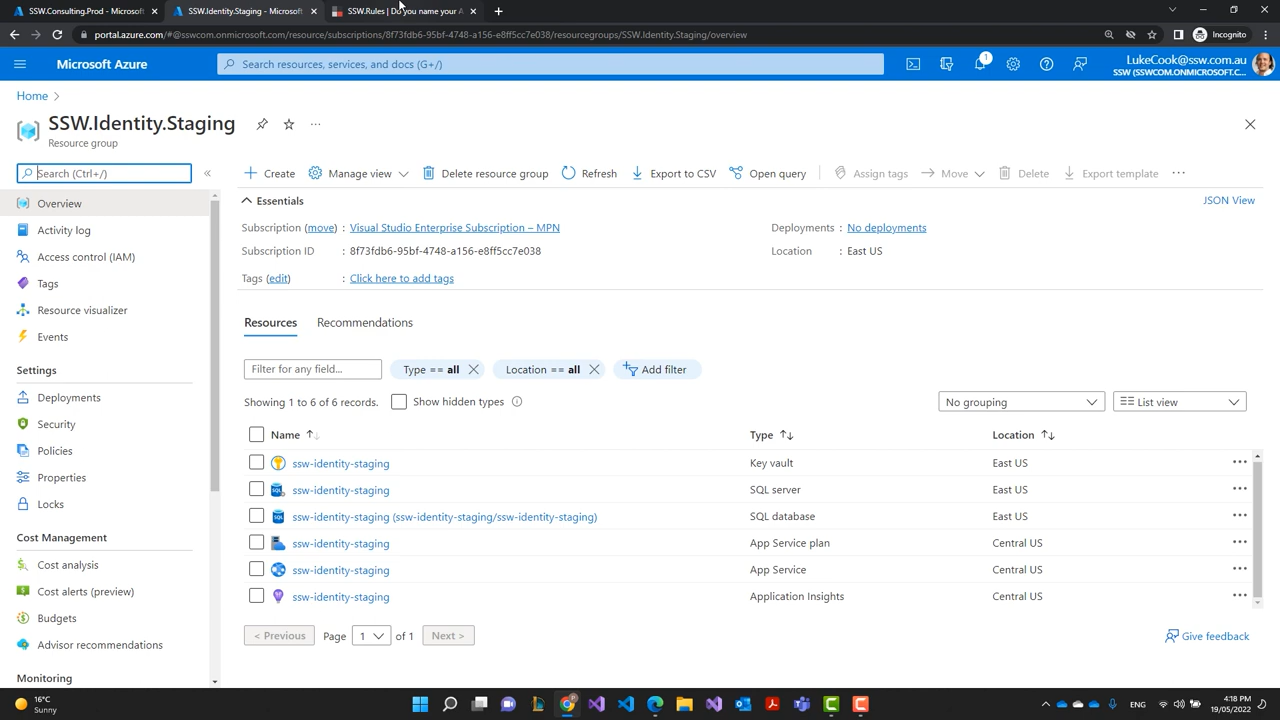 SSW.Consulting.Prod - Microsoft
SSW.Identity.Staging - Microsoft
SSW.Rules | Do you name your A
portal.azure.com/#@sswcom.onmicrosoft.com/resource/subscriptions/8f73fdb6-95bf-4748-a156-e8ff5cc7e038/resourcegroups/SSW.Identity.Staging/overview
Incognito
Microsoft Azure
Search resources, services, and docs (G+/)
1
LukeCook@ssw.com.au
SSW (SSWCOM.ONMICROSOFT.C...
Home
SSW.Identity.Staging
...
Resource group
Search (Ctrl+/)
«
Create
Manage view
Delete resource group
Refresh
Export to CSV
Open query
Assign tags
Move
Delete
Export template
...
Overview
Activity log
Access control (IAM)
Tags
Resource visualizer
Events
Settings
Deployments
Security
Policies
Properties
Locks
Cost Management
Cost analysis
Cost alerts (preview)
Budgets
Advisor recommendations
Monitoring
Essentials
JSON View
Subscription (move) : Visual Studio Enterprise Subscription – MPN
Deployments : No deployments
Subscription ID : 8f73fdb6-95bf-4748-a156-e8ff5cc7e038
Location : East US
Tags (edit) : Click here to add tags
Resources
Recommendations
Filter for any field...
Type == all
Location == all
Add filter
Showing 1 to 6 of 6 records.
Show hidden types
No grouping
List view
Name
Type
Location
ssw-identity-staging Key vault East US ...
ssw-identity-staging SQL server East US ...
ssw-identity-staging (ssw-identity-staging/ssw-identity-staging) SQL database East US ...
ssw-identity-staging App Service plan Central US ...
ssw-identity-staging App Service Central US ...
ssw-identity-staging Application Insights Central US ...
< Previous
Page 1 of 1
Next >
Give feedback
16°C
Sunny
ENG
4:18 PM
19/05/2022